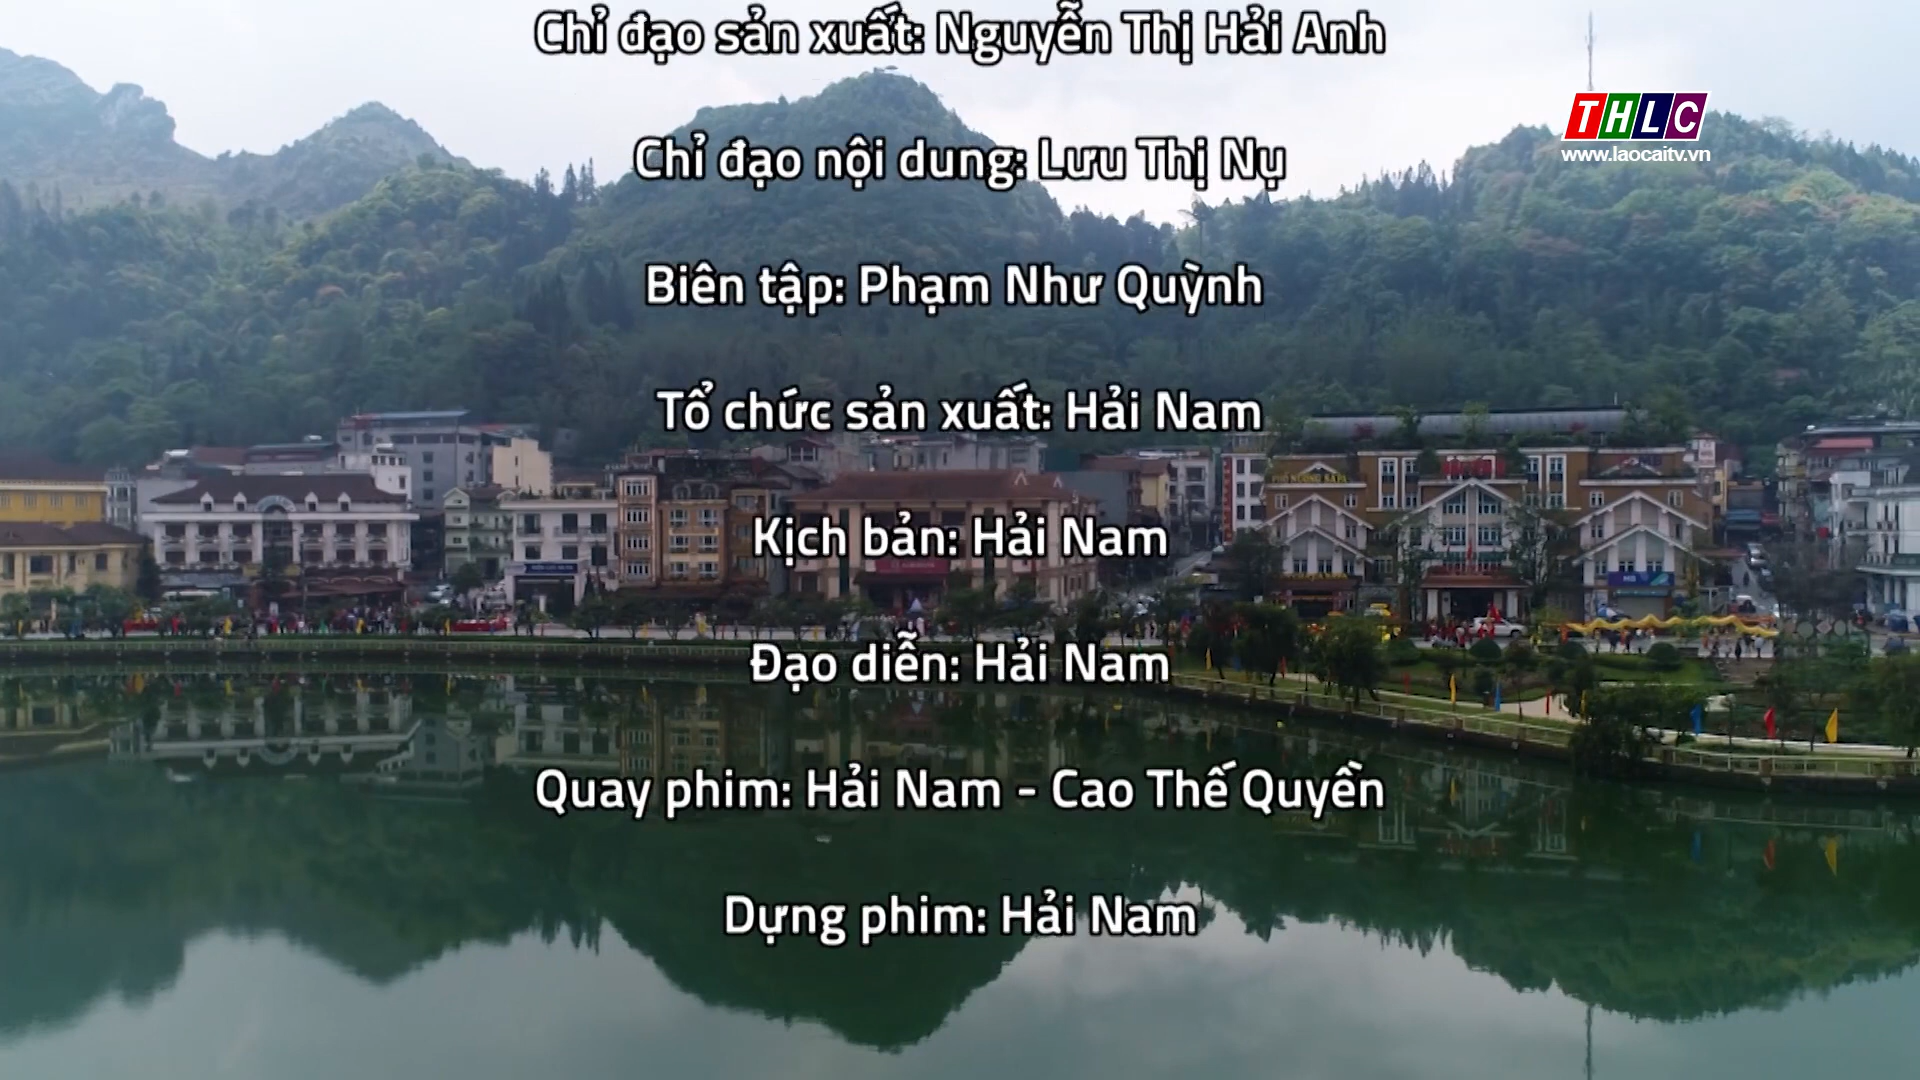 Chỉ đạo sản xuất: Nguyễn Thị Hải Anh
THLC
www.laocaitv.vn
Chỉ đạo nội dung: Lưu Thị Nụ
Biên tập: Phạm Như Quỳnh
Tổ chức sản xuất: Hải Nam
Kịch bản: Hải Nam
Đạo diễn: Hải Nam
Quay phim: Hải Nam - Cao Thế Quyền
Dựng phim: Hải Nam